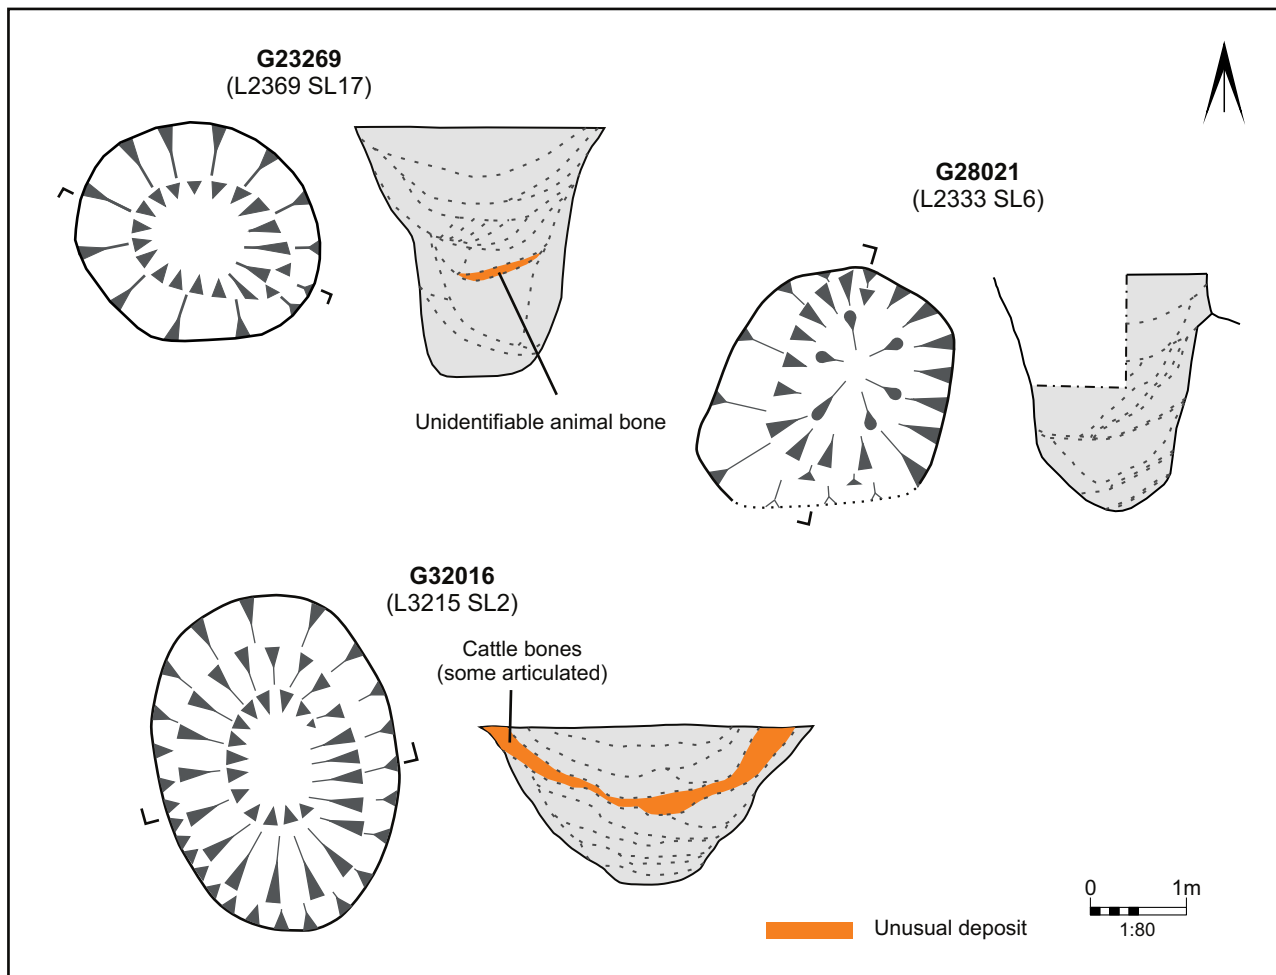 G23269
(L2369 SL17)
Unidentifiable animal bone
G28021
(L2333 SL6)
G32016
(L3215 SL2)
Cattle bones
(some articulated)
Unusual deposit
0 1m
1:80